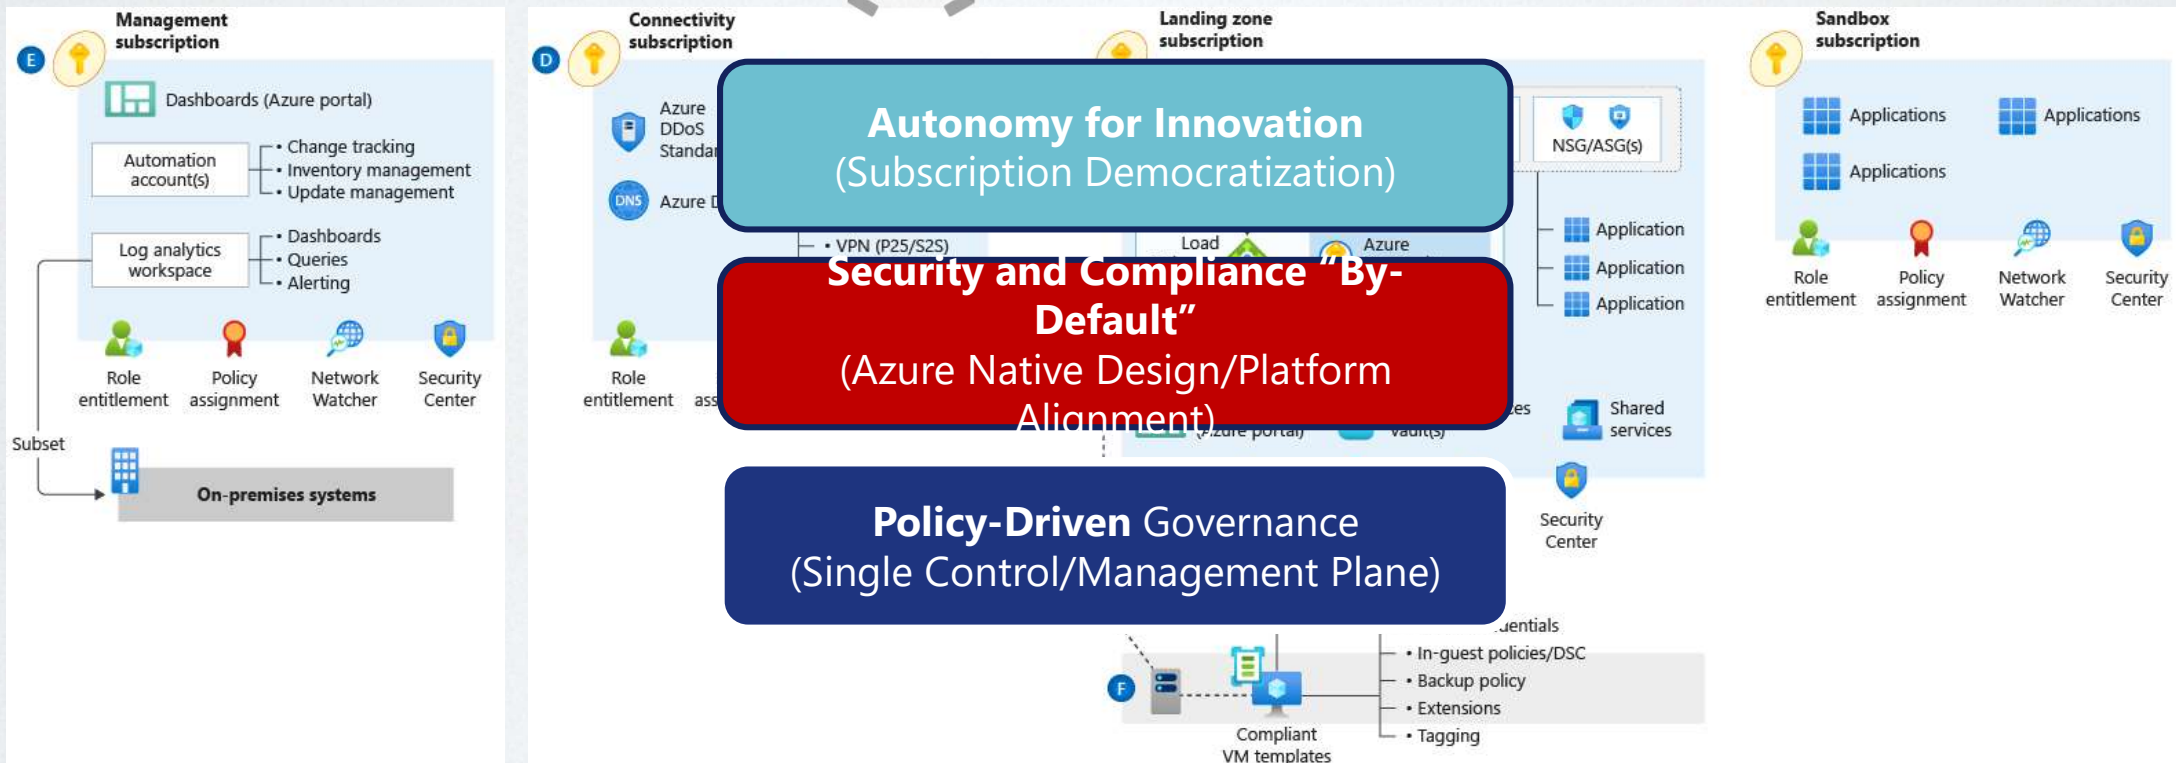 Management
subscription
E
Dashboards (Azure portal)
Automation
account(s)
• Change tracking
• Inventory management
• Update management
Log analytics
workspace
• Dashboards
• Queries
• Alerting
Role
entitlement
Policy
assignment
Network
Watcher
Security
Center
Subset
On-premises systems
Connectivity
subscription
D
Azure
DDoS
DNS
Azure
• VPN (P25/S2S)
Role
entitlement
Landing zone
subscription
NSG/ASG(s)
Load
Azure
Application
Application
Application
(Azure portal)
Vault(s)
Shared
services
Security
Center
F
Compliant
VM templates
• In-guest policies/DSC
• Backup policy
• Extensions
• Tagging
Autonomy for Innovation
(Subscription Democratization)
Security and Compliance “By-
Default”
(Azure Native Design/Platform
Alignment)
Policy-Driven Governance
(Single Control/Management Plane)
Sandbox
subscription
Applications
Applications
Applications
Role
entitlement
Policy
assignment
Network
Watcher
Security
Center